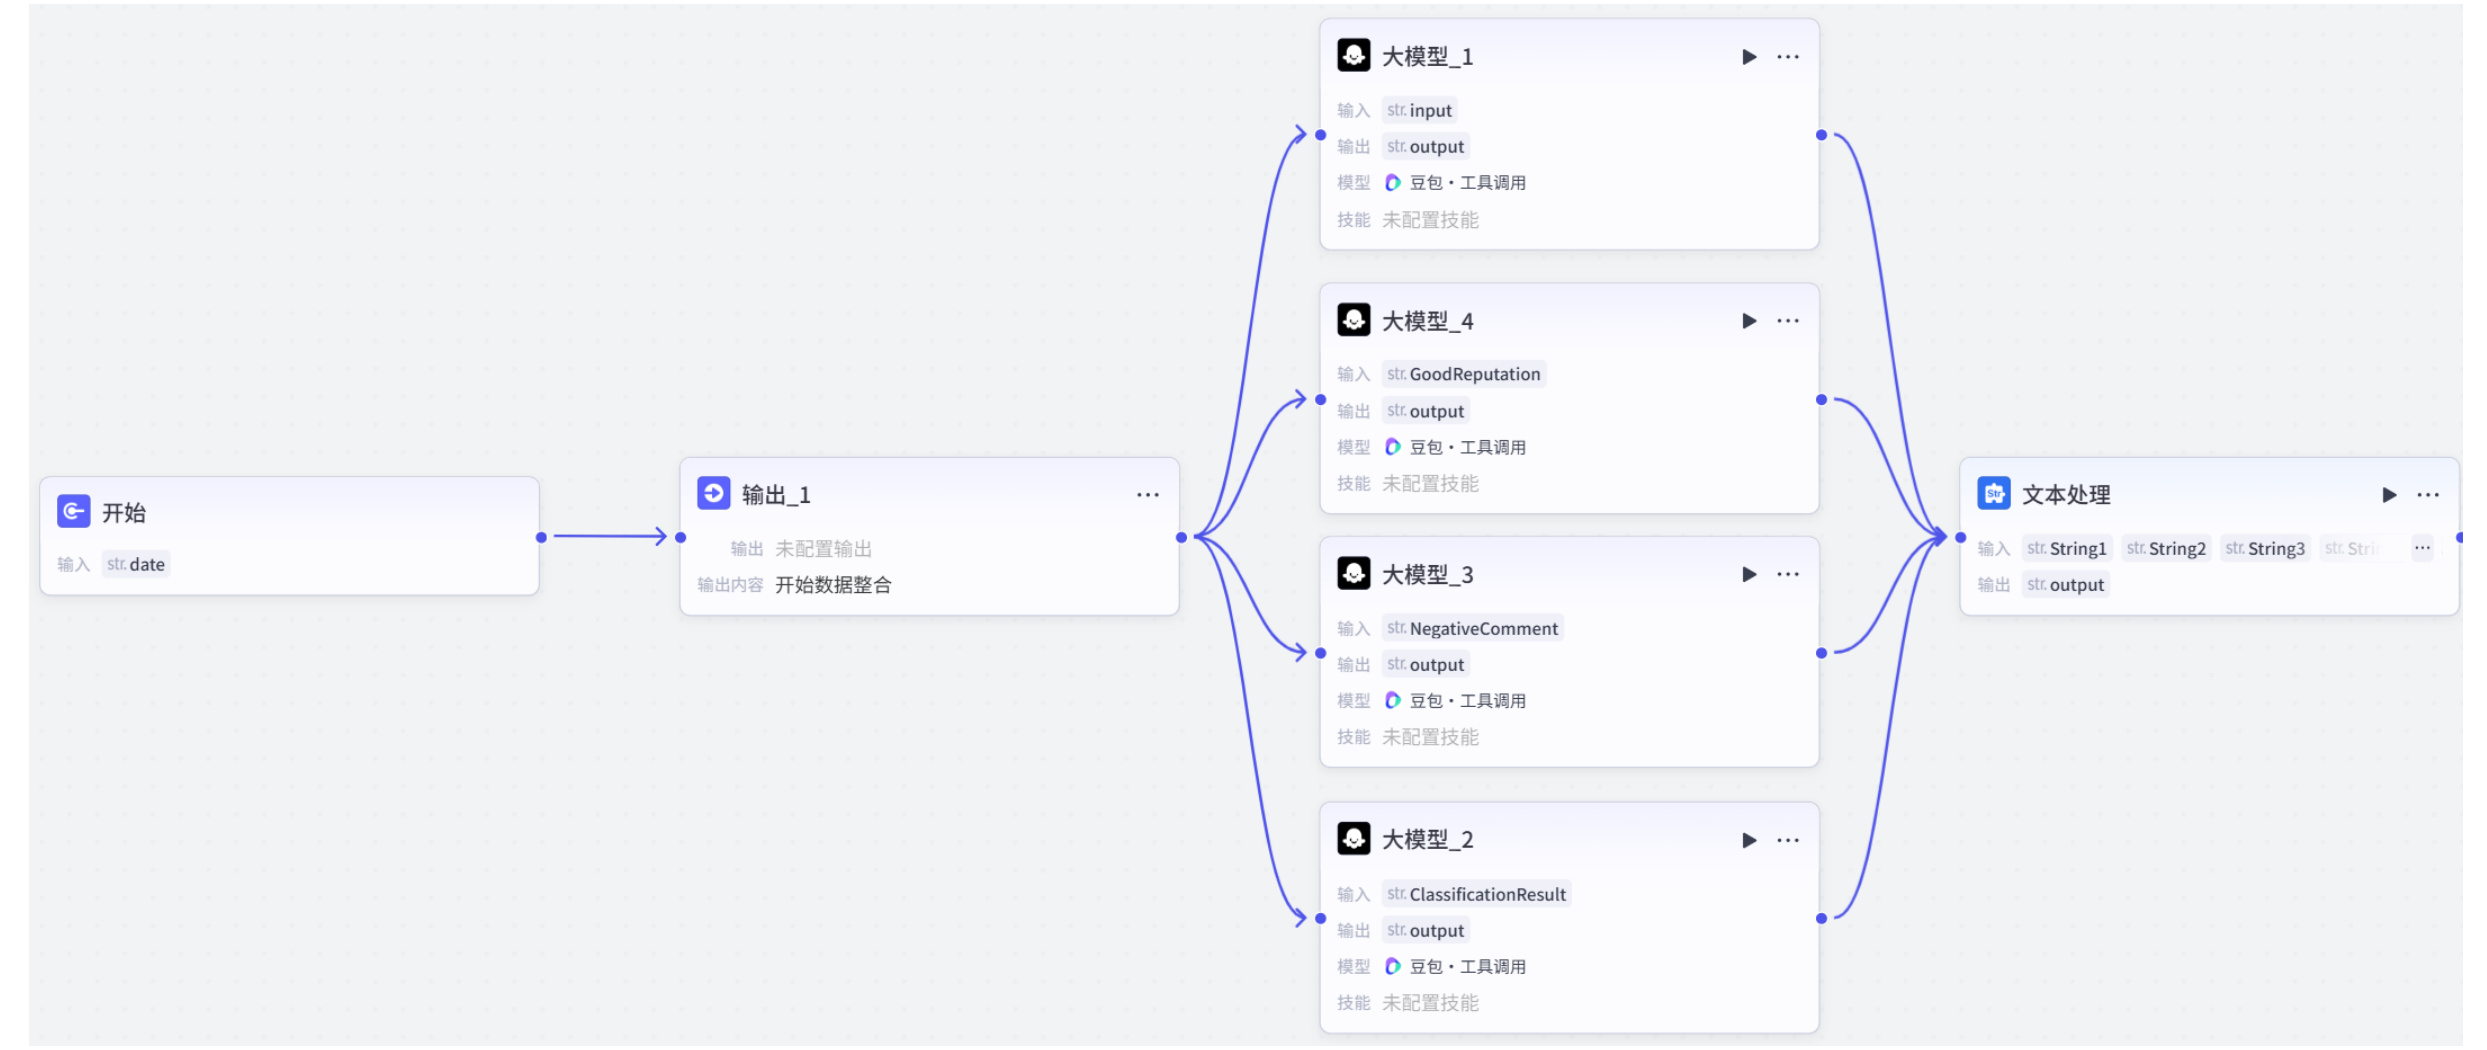 开始
输入 str. date
输出_1
输出 未配置输出
输出内容 开始数据整合
大模型_1
输入 str. input
输出 str. output
模型 豆包·工具调用
技能 未配置技能
大模型_4
输入 str. GoodReputation
输出 str. output
模型 豆包·工具调用
技能 未配置技能
大模型_3
输入 str. NegativeComment
输出 str. output
模型 豆包·工具调用
技能 未配置技能
大模型_2
输入 str. ClassificationResult
输出 str. output
模型 豆包·工具调用
技能 未配置技能
Str
文本处理
输入 str. String1 str. String2 str. String3 str. Stri ...
输出 str. output